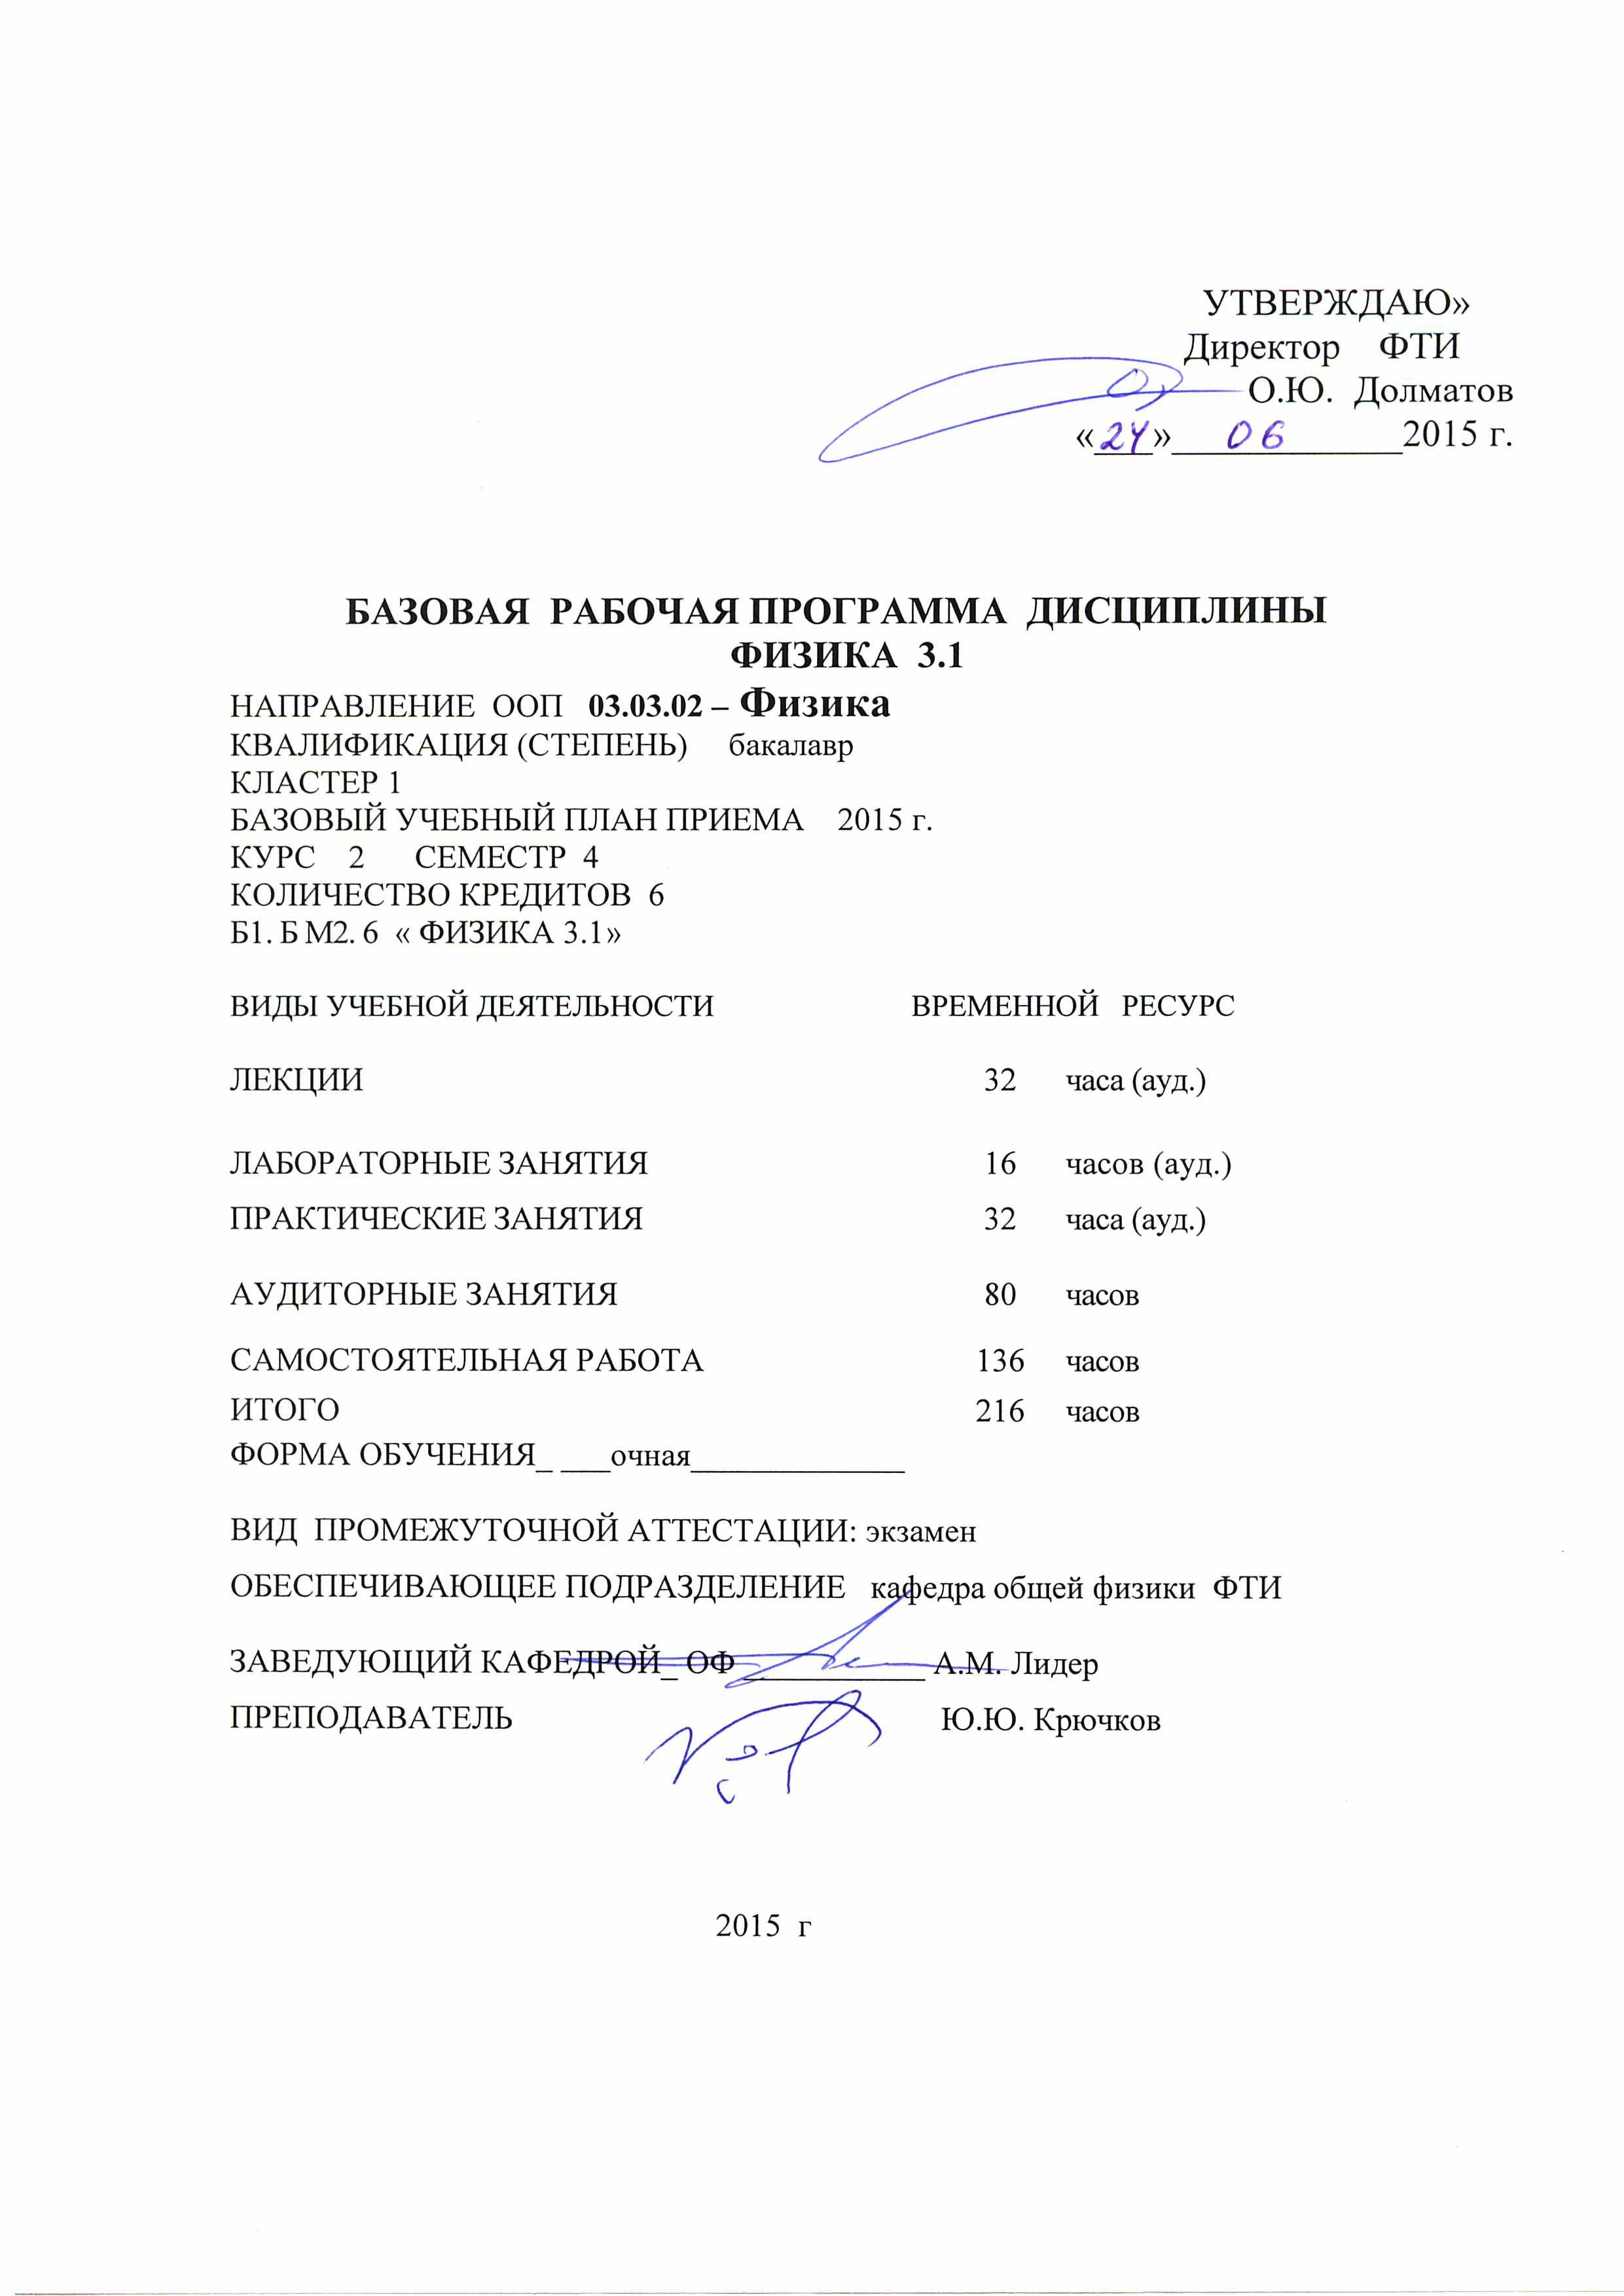 УТВЕРЖДАЮ»
Директор ФТИ
О.Ю. Долматов
«24» 06 2015 г.
БАЗОВАЯ РАБОЧАЯ ПРОГРАММА ДИСЦИПЛИНЫ
ФИЗИКА 3.1
НАПРАВЛЕНИЕ ООП 03.03.02 – Физика
КВАЛИФИКАЦИЯ (СТЕПЕНЬ) бакалавр
КЛАСТЕР 1
БАЗОВЫЙ УЧЕБНЫЙ ПЛАН ПРИЕМА 2015 г.
КУРС 2 СЕМЕСТР 4
КОЛИЧЕСТВО КРЕДИТОВ 6
Б1. Б М2. 6 « ФИЗИКА 3.1»
ВИДЫ УЧЕБНОЙ ДЕЯТЕЛЬНОСТИ ВРЕМЕННОЙ РЕСУРС
ЛЕКЦИИ 32 часа (ауд.)
ЛАБОРАТОРНЫЕ ЗАНЯТИЯ 16 часов (ауд.)
ПРАКТИЧЕСКИЕ ЗАНЯТИЯ 32 часа (ауд.)
АУДИТОРНЫЕ ЗАНЯТИЯ 80 часов
САМОСТОЯТЕЛЬНАЯ РАБОТА 136 часов
ИТОГО 216 часов
ФОРМА ОБУЧЕНИЯ_ ___очная_____________
ВИД ПРОМЕЖУТОЧНОЙ АТТЕСТАЦИИ: экзамен
ОБЕСПЕЧИВАЮЩЕЕ ПОДРАЗДЕЛЕНИЕ кафедра общей физики ФТИ
ЗАВЕДУЮЩИЙ КАФЕДРОЙ_ ОФ ___________ А.М. Лидер
ПРЕПОДАВАТЕЛЬ Ю.Ю. Крючков
2015 г